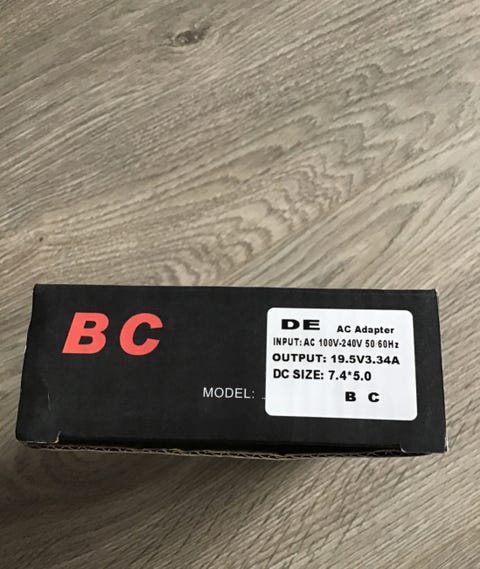 BC
DE AC Adapter
INPUT: AC 100V-240V 50/60Hz
OUTPUT: 19.5V3.34A
DC SIZE: 7.4*5.0
MODEL:
B C